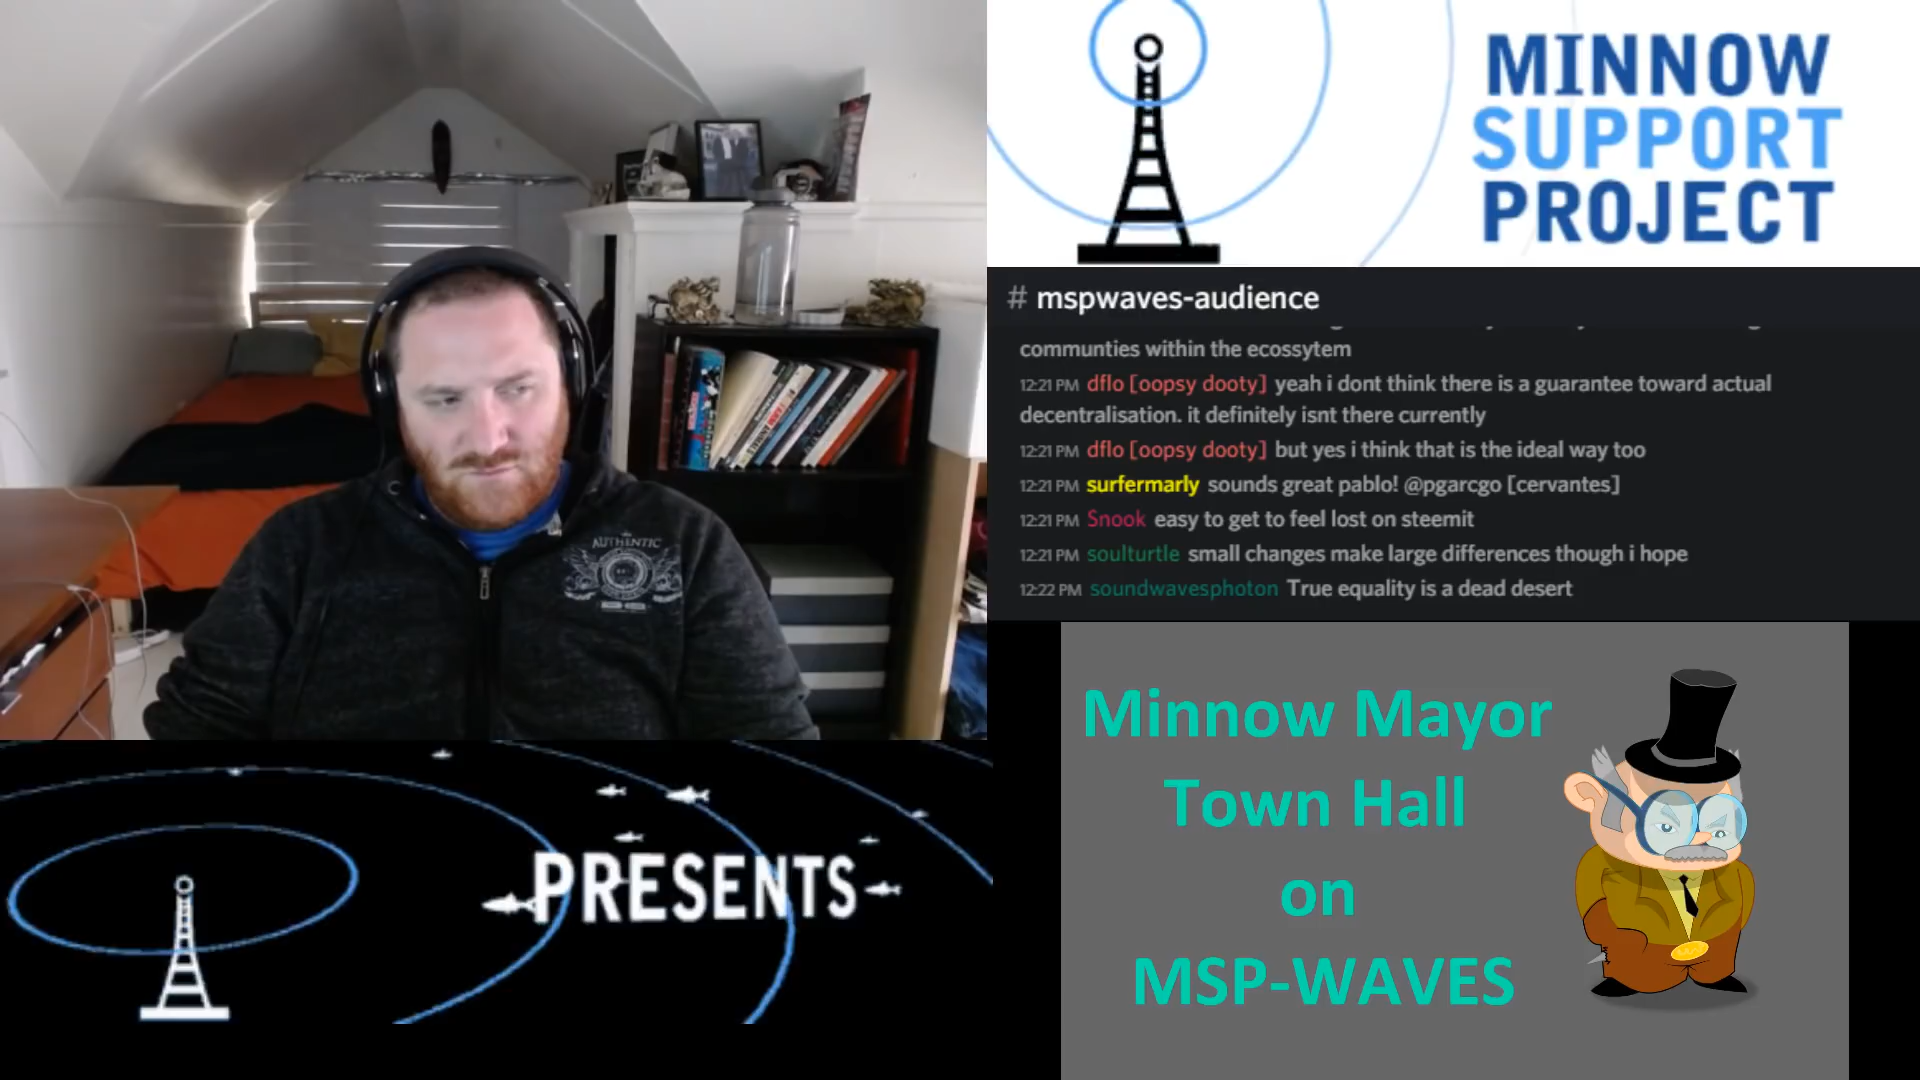 MINNOW
SUPPORT
PROJECT
# mspwaves-audience
communties within the ecossytem
12:21 PM dflo [oopsy dooty] yeah i dont think there is a guarantee toward actual
decentralisation. it definitely isnt there currently
12:21 PM dflo [oopsy dooty] but yes i think that is the ideal way too
12:21 PM surfermarly sounds great pablo! @pgarcgo [cervantes]
12:21 PM Snook easy to get to feel lost on steemit
12:21 PM soulturtle small changes make large differences though i hope
12:22 PM soundwavesphoton True equality is a dead desert
AUTHENTIC
PRESENTS
Minnow Mayor
Town Hall
on
MSP-WAVES